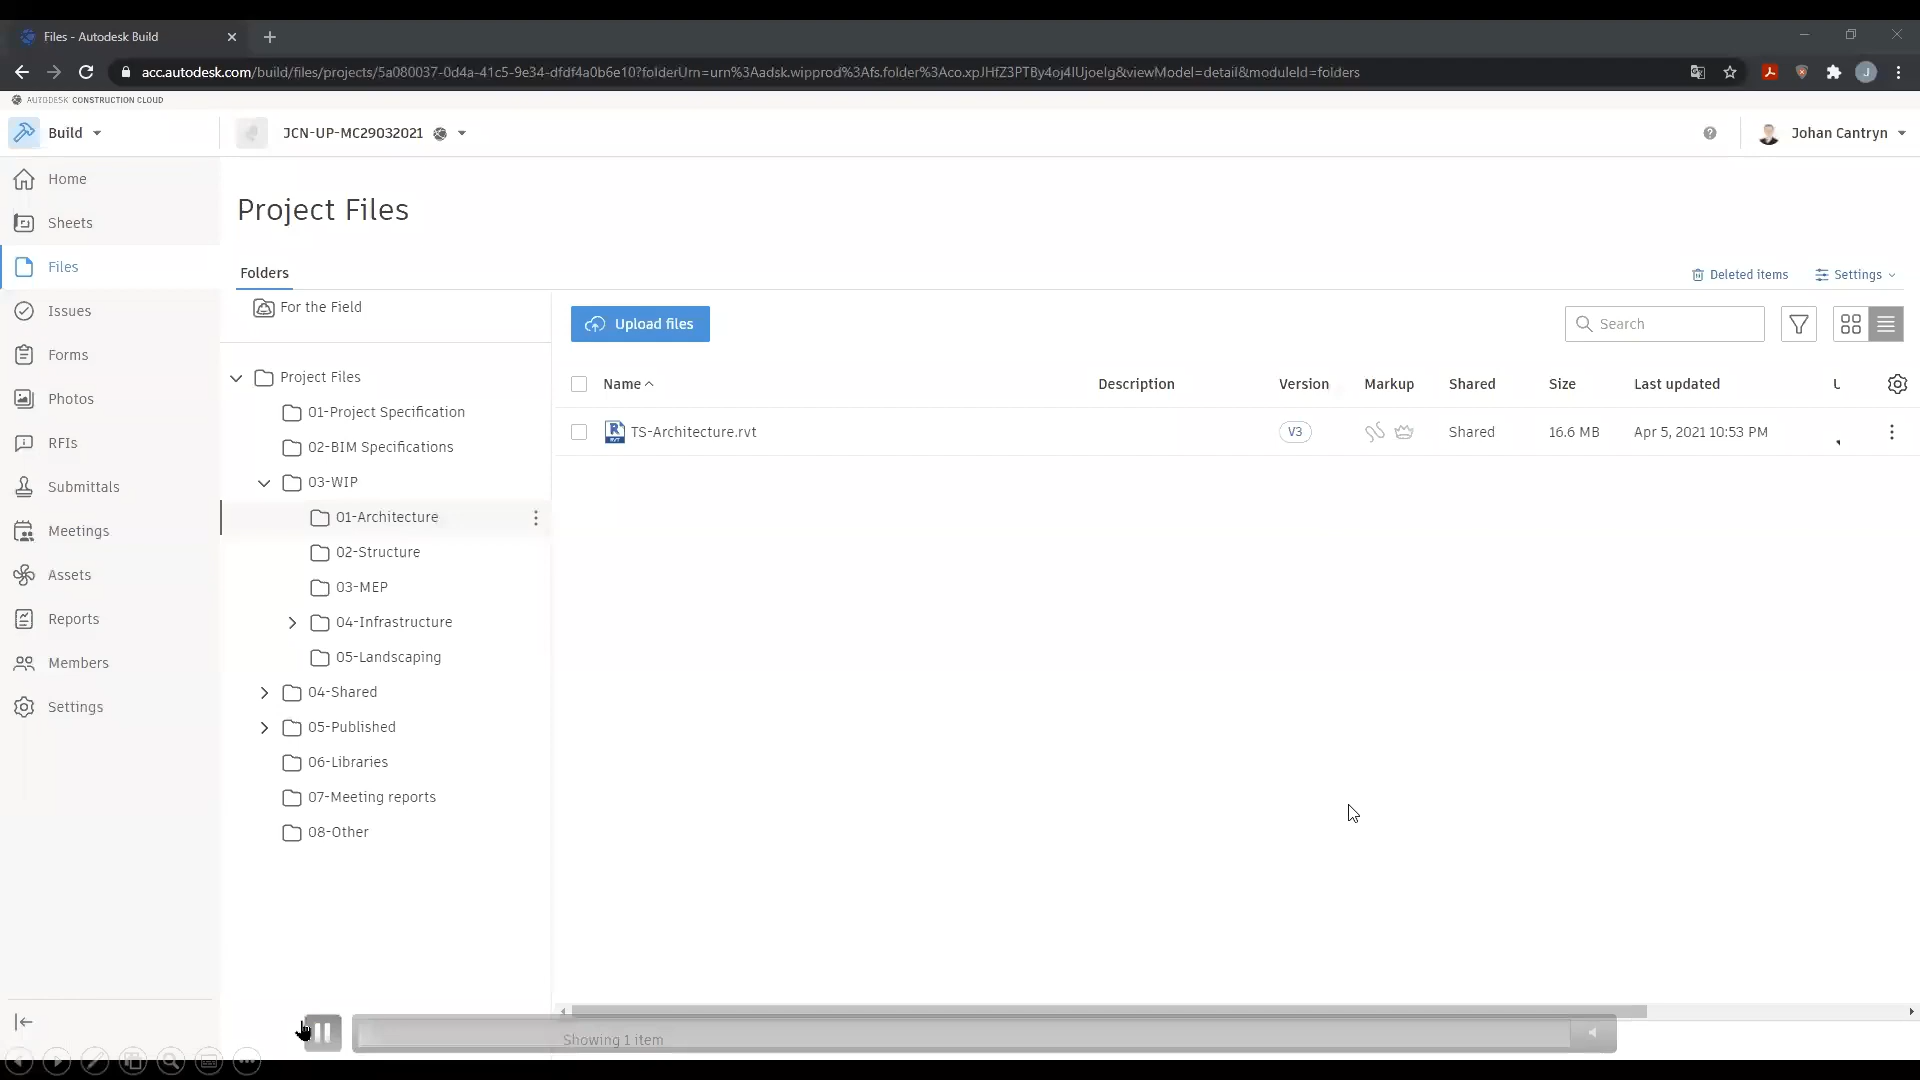 Files - Autodesk Build
acc.autodesk.com/build/files/projects/5a080037-0d4a-41c5-9e34-dfdf4a0b6e10?folderUrn=urn%3Aadsk.wipprod%3Afs.folder%3Aco.xpJHfZ3PTBy4oj4IUjoeIg&viewModel=detail&moduleId=folders
J
AUTODESK CONSTRUCTION CLOUD
Build
JCN-UP-MC29032021
Johan Cantryn
Home
Sheets
Files
Issues
Forms
Photos
RFIs
Submittals
Meetings
Assets
Reports
Members
Settings
Project Files
Folders
Deleted items
Settings
For the Field
Project Files
01-Project Specification
02-BIM Specifications
03-WIP
01-Architecture
02-Structure
03-MEP
04-Infrastructure
05-Landscaping
04-Shared
05-Published
06-Libraries
07-Meeting reports
08-Other
Upload files
Search
Name Description Version Markup Shared Size Last updated
R RVT TS-Architecture.rvt V3 Shared 16.6 MB Apr 5, 2021 10:53 PM
Showing 1 item